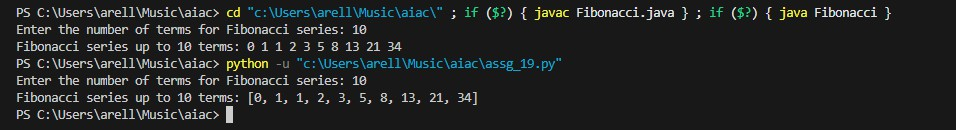 PS C:\Users\arell\Music\aiac> cd "c:\Users\arell\Music\aiac\" ; if ($?) { javac Fibonacci.java } ; if ($?) { java Fibonacci }
Enter the number of terms for Fibonacci series: 10
Fibonacci series up to 10 terms: 0 1 1 2 3 5 8 13 21 34
PS C:\Users\arell\Music\aiac> python -u "c:\Users\arell\Music\aiac\assg_19.py"
Enter the number of terms for Fibonacci series: 10
Fibonacci series up to 10 terms: [0, 1, 1, 2, 3, 5, 8, 13, 21, 34]
PS C:\Users\arell\Music\aiac>